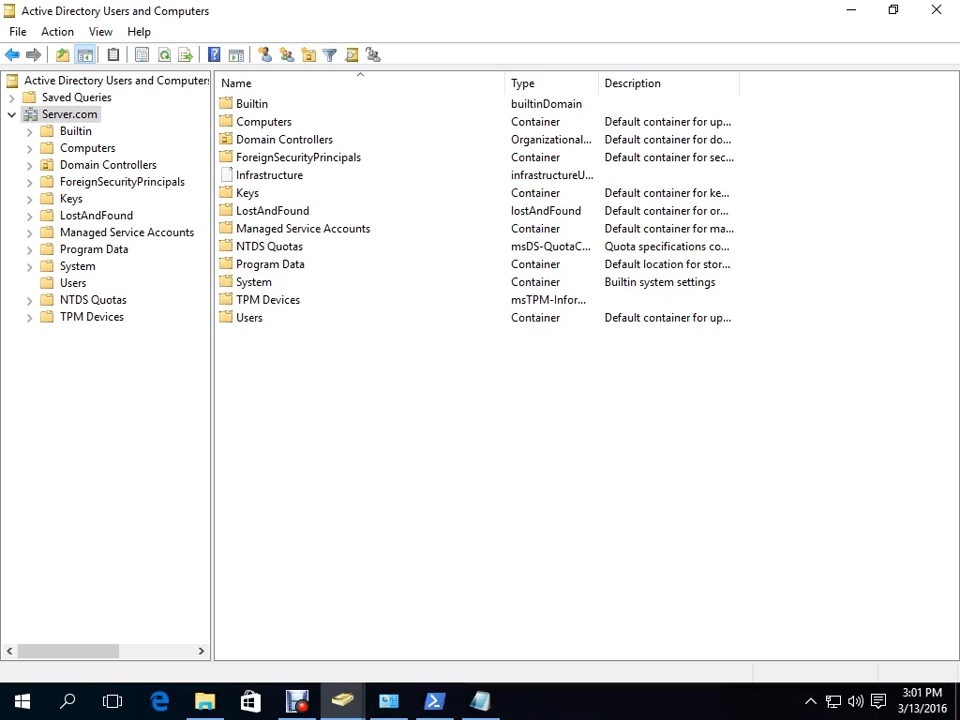 Active Directory Users and Computers
File Action View Help
Active Directory Users and Computers
Saved Queries
Server.com
Builtin
Computers
Domain Controllers
ForeignSecurityPrincipals
Keys
LostAndFound
Managed Service Accounts
Program Data
System
Users
NTDS Quotas
TPM Devices
Name Type Description
Builtin builtinDomain
Computers Container Default container for up...
Domain Controllers Organizational... Default container for do...
ForeignSecurityPrincipals Container Default container for sec...
Infrastructure infrastructureU...
Keys Container Default container for ke...
LostAndFound lostAndFound Default container for or...
Managed Service Accounts Container Default container for ma...
NTDS Quotas msDS-QuotaC... Quota specifications co...
Program Data Container Default location for stor...
System Container Builtin system settings
TPM Devices msTPM-Infor...
Users Container Default container for up...
3:01 PM
3/13/2016